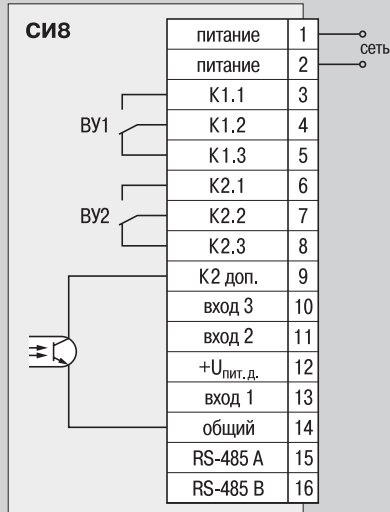 СИ8
питание 1
сеть
питание 2
К1.1 3
ВУ1
К1.2 4
К1.3 5
К2.1 6
ВУ2
К2.2 7
К2.3 8
К2 доп. 9
вход 3 10
вход 2 11
+Uпит. д. 12
вход 1 13
общий 14
RS-485 A 15
RS-485 B 16